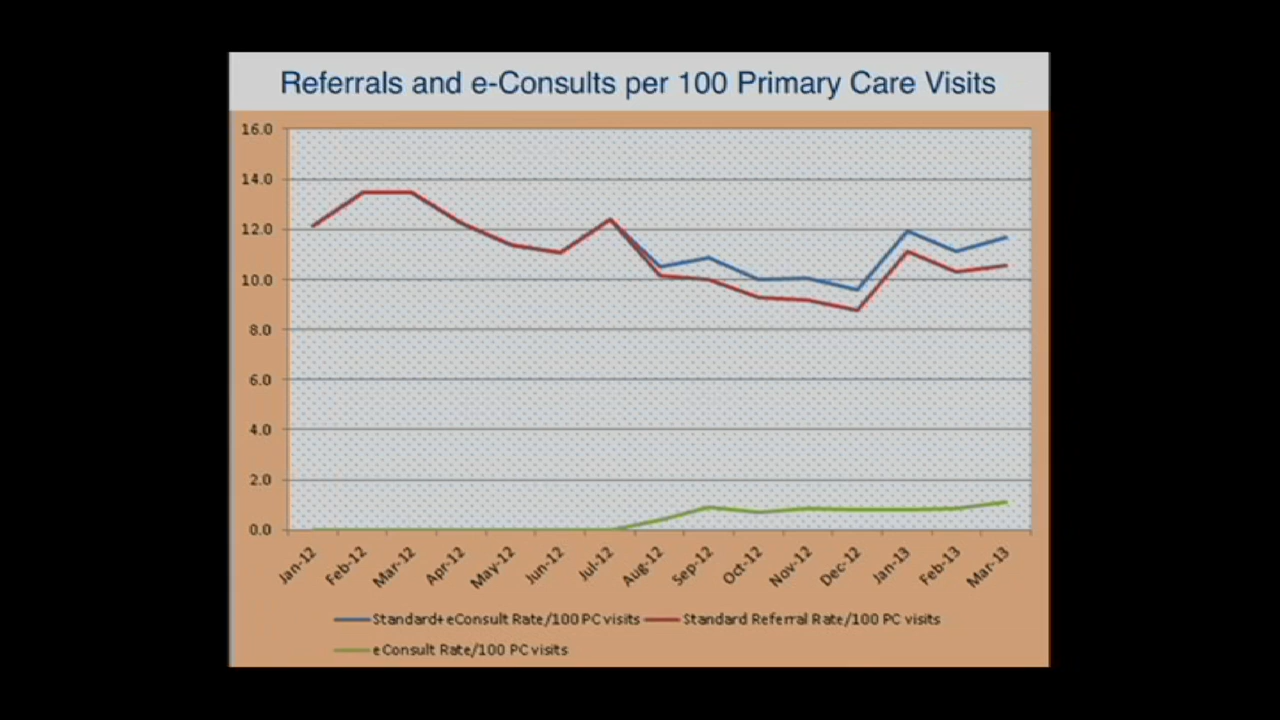 Referrals and e-Consults per 100 Primary Care Visits
16.0
14.0
12.0
10.0
8.0
6.0
4.0
2.0
0.0
Jan-12 Feb-12 Mar-12 Apr-12 May-12 Jun-12 Jul-12 Aug-12 Sep-12 Oct-12 Nov-12 Dec-12 Jan-13 Feb-13 Mar-13
Standard+eConsult Rate/100 PC visits Standard Referral Rate/100 PC visits
eConsult Rate/100 PC visits